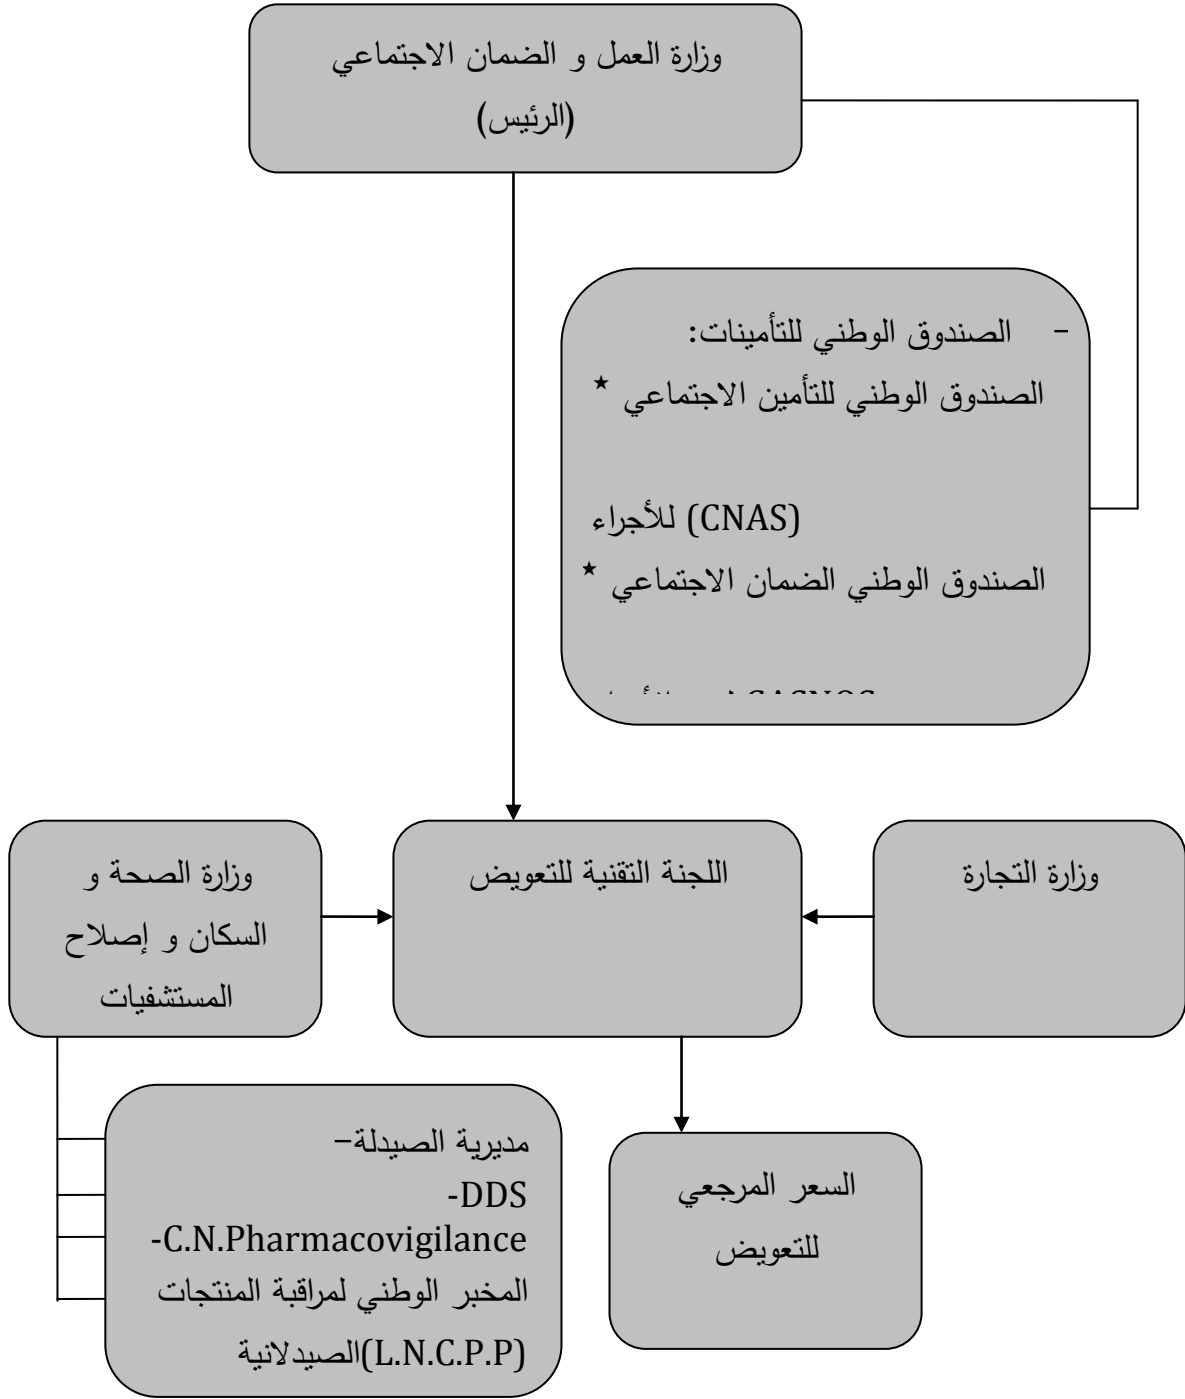 وزارة العمل و الضمان الاجتماعي
(الرئيس)
- الصندوق الوطني للتأمينات:
الصندوق الوطني للتأمين الاجتماعي *
للأجراء (CNAS)
الصندوق الوطني الضمان الاجتماعي *
CASNOS
وزارة الصحة و
السكان و إصلاح
المستشفيات
اللجنة التقنية للتعويض
وزارة التجارة
مديرية الصيدلة-
-DDS
-C.N.Pharmacovigilance
المخبر الوطني لمراقبة المنتجات
الصيدلانية(L.N.C.P.P)
السعر المرجعي
للتعويض